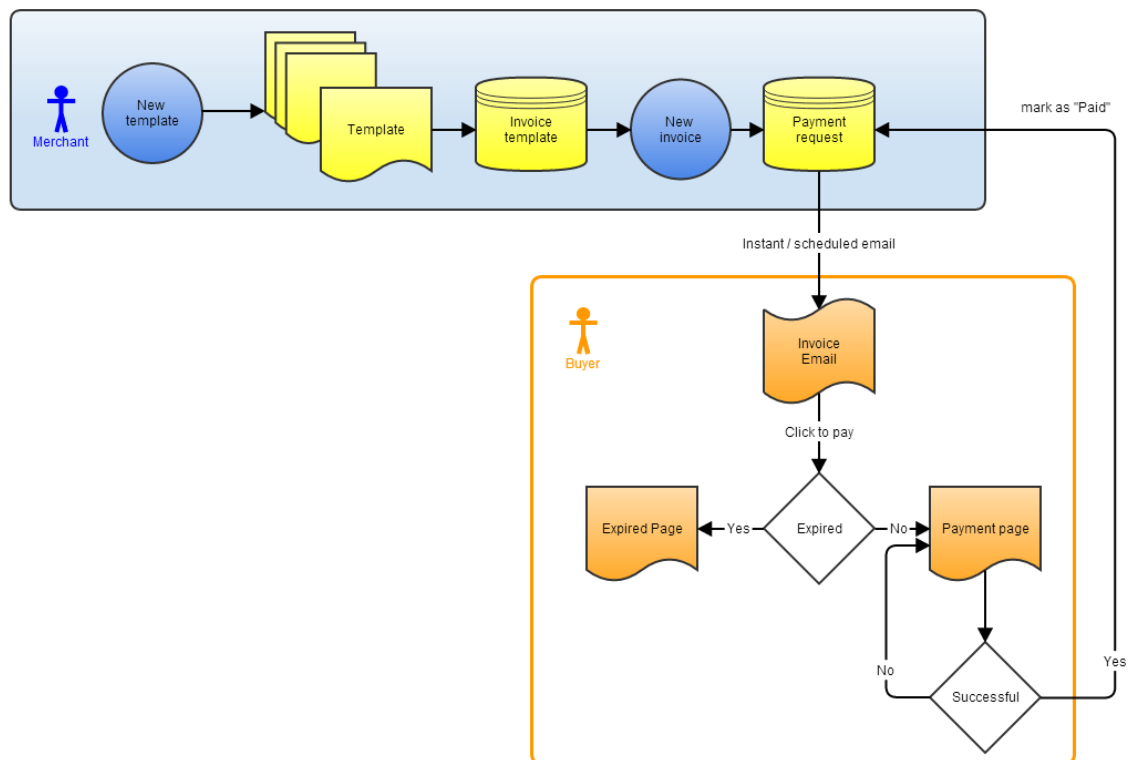 Merchant
New
template
Template
Invoice
template
New
invoice
Payment
request
mark as "Paid"
Instant / scheduled email
Buyer
Invoice
Email
Click to pay
Expired Page
Yes
Expired
No
Payment page
No
Successful
Yes